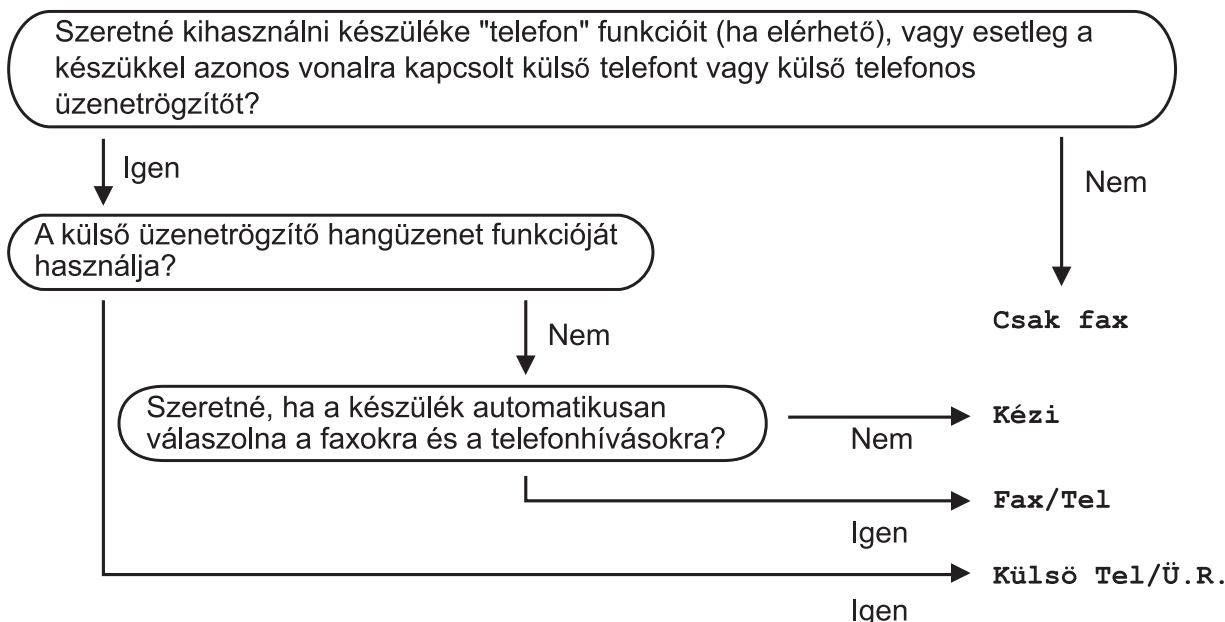 Szeretné kihasználni készüléke "telefon" funkcióit (ha elérhető), vagy esetleg a
készükkel azonos vonalra kapcsolt külső telefont vagy külső telefonos
üzenetrögzítőt?
Igen
Nem
A külső üzenetrögzítő hangüzenet funkcióját
használja?
Csak fax
Nem
Szeretné, ha a készülék automatikusan
válaszolna a faxokra és a telefonhívásokra?
Nem
Kézi
Fax/Tel
Igen
Külsö Tel/Ü.R.
Igen